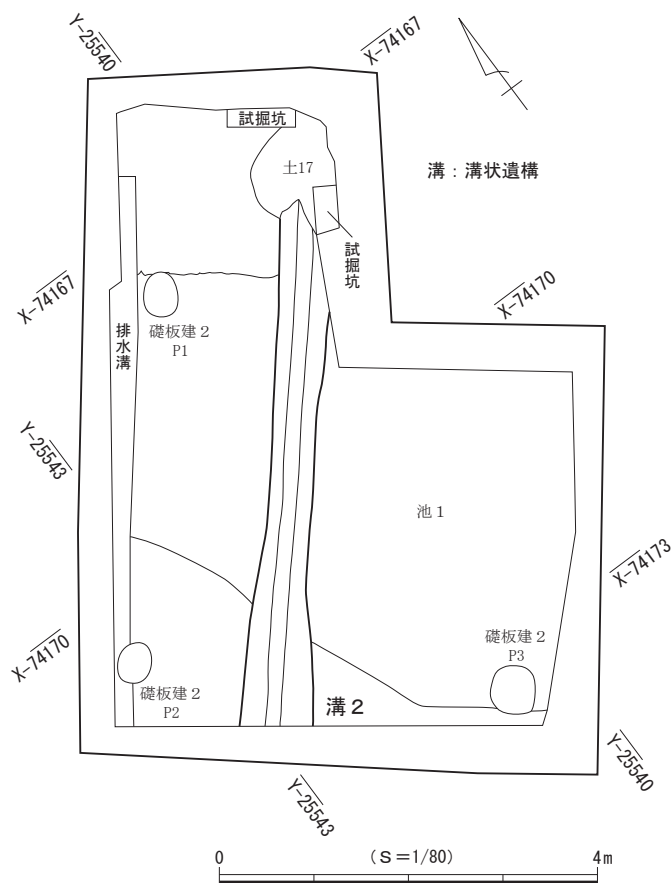 Y-25540
X-74167
試掘坑
土17
溝：溝状遺構
試掘坑
X-74167
X-74170
礎板建２
P1
排水溝
Y-25543
池１
X-74173
X-74170
礎板建２
P3
礎板建２
P2
溝２
Y-25540
Y-25543
0
（Ｓ＝1/80）
4m